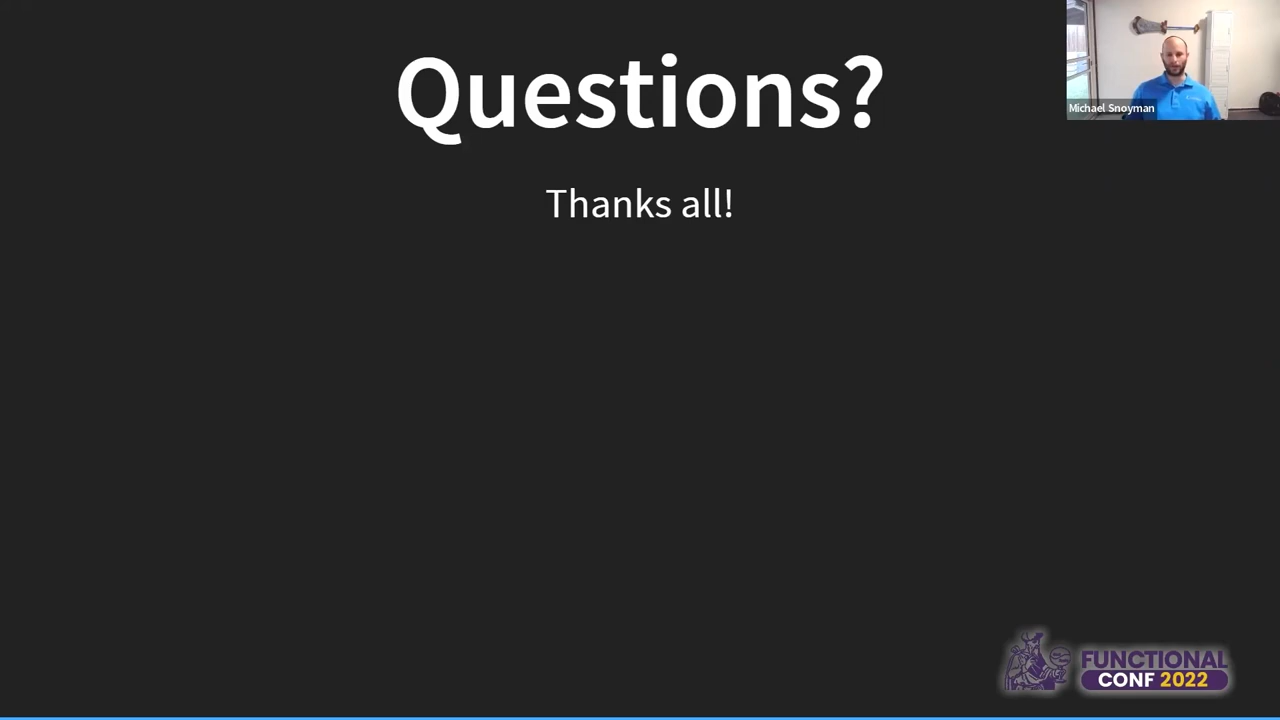 Questions?
Michael Snoyman
Thanks all!
FUNCTIONAL
CONF 2022